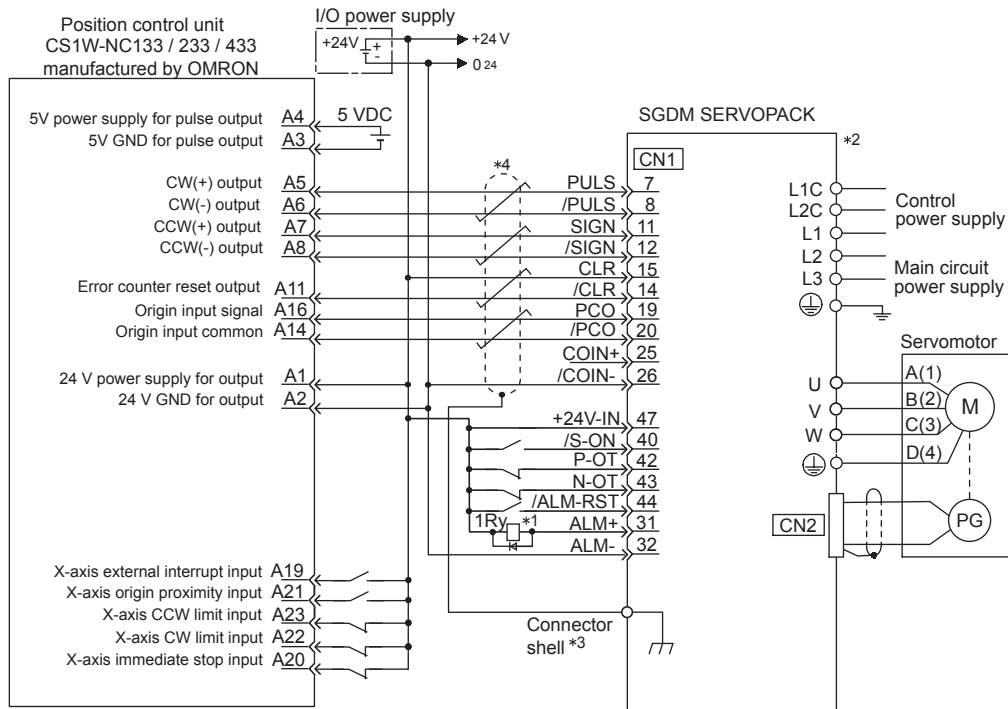 I/O power supply
+24V
+
-
+24 V
0 24
Position control unit
CS1W-NC133 / 233 / 433
manufactured by OMRON
5V power supply for pulse output A4
5 VDC
5V GND for pulse output A3
SGDM SERVOPACK
*2
CN1
*4
CW(+) output A5 PULS 7
CW(-) output A6 /PULS 8
CCW(+) output A7 SIGN 11
CCW(-) output A8 /SIGN 12
CLR 15
Error counter reset output A11 /CLR 14
Origin input signal A16 PCO 19
Origin input common A14 /PCO 20
COIN+ 25
24 V power supply for output A1 /COIN- 26
24 V GND for output A2
+24V-IN 47
/S-ON 40
P-OT 42
N-OT 43
/ALM-RST 44
1Ry *1 ALM+ 31
ALM- 32
L1C
L2C
Control
power supply
L1
L2
L3
Main circuit
power supply
Servomotor
U A(1)
V B(2)
W C(3)
D(4)
M
CN2
PG
X-axis external interrupt input A19
X-axis origin proximity input A21
X-axis CCW limit input A23
X-axis CW limit input A22
X-axis immediate stop input A20
Connector
shell *3